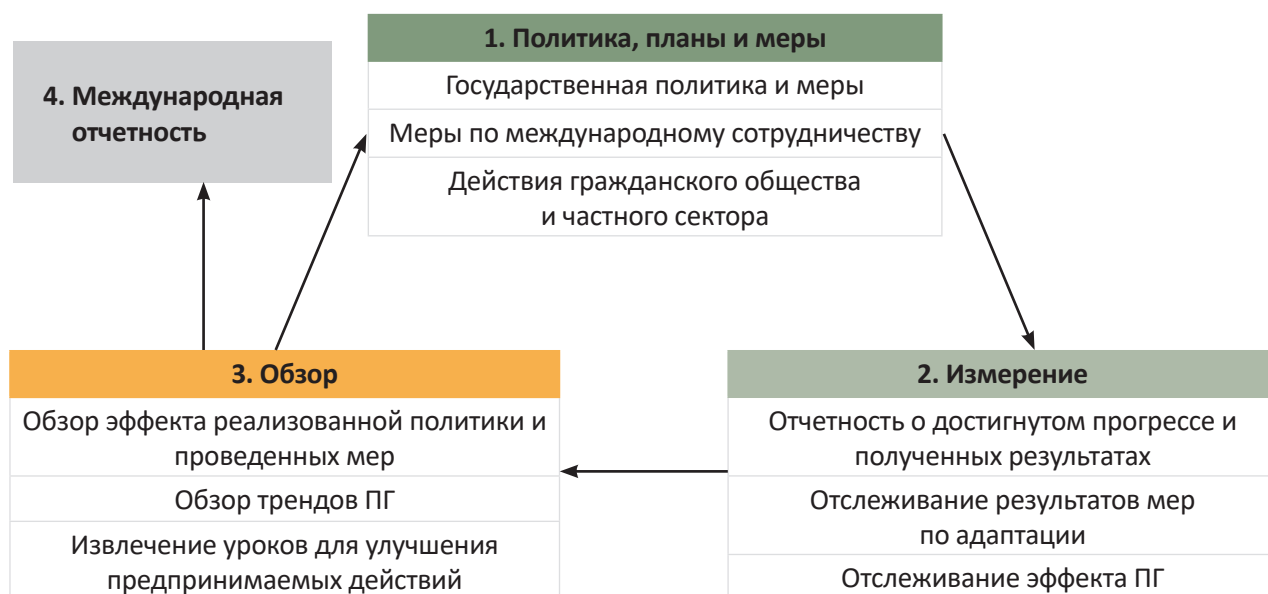 1. Политика, планы и меры
Государственная политика и меры
Меры по международному сотрудничеству
Действия гражданского общества
и частного сектора
4. Международная
отчетность
3. Обзор
Обзор эффекта реализованной политики и
проведенных мер
Обзор трендов ПГ
Извлечение уроков для улучшения
предпринимаемых действий
2. Измерение
Отчетность о достигнутом прогрессе и
полученных результатах
Отслеживание результатов мер
по адаптации
Отслеживание эффекта ПГ